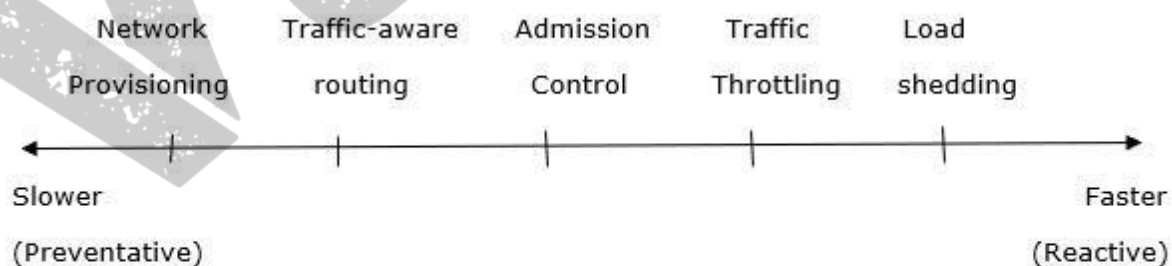 Network Traffic-aware Admission Traffic Load
Provisioning routing Control Throttling shedding
Slower Faster
(Preventative) (Reactive)